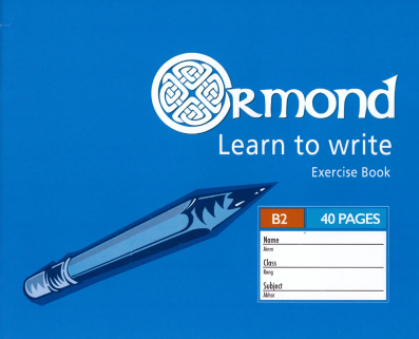 Ormond
Learn to write
Exercise Book
B2 40 PAGES
Name
Ainm
Class
Rang
Subject
Ábhar